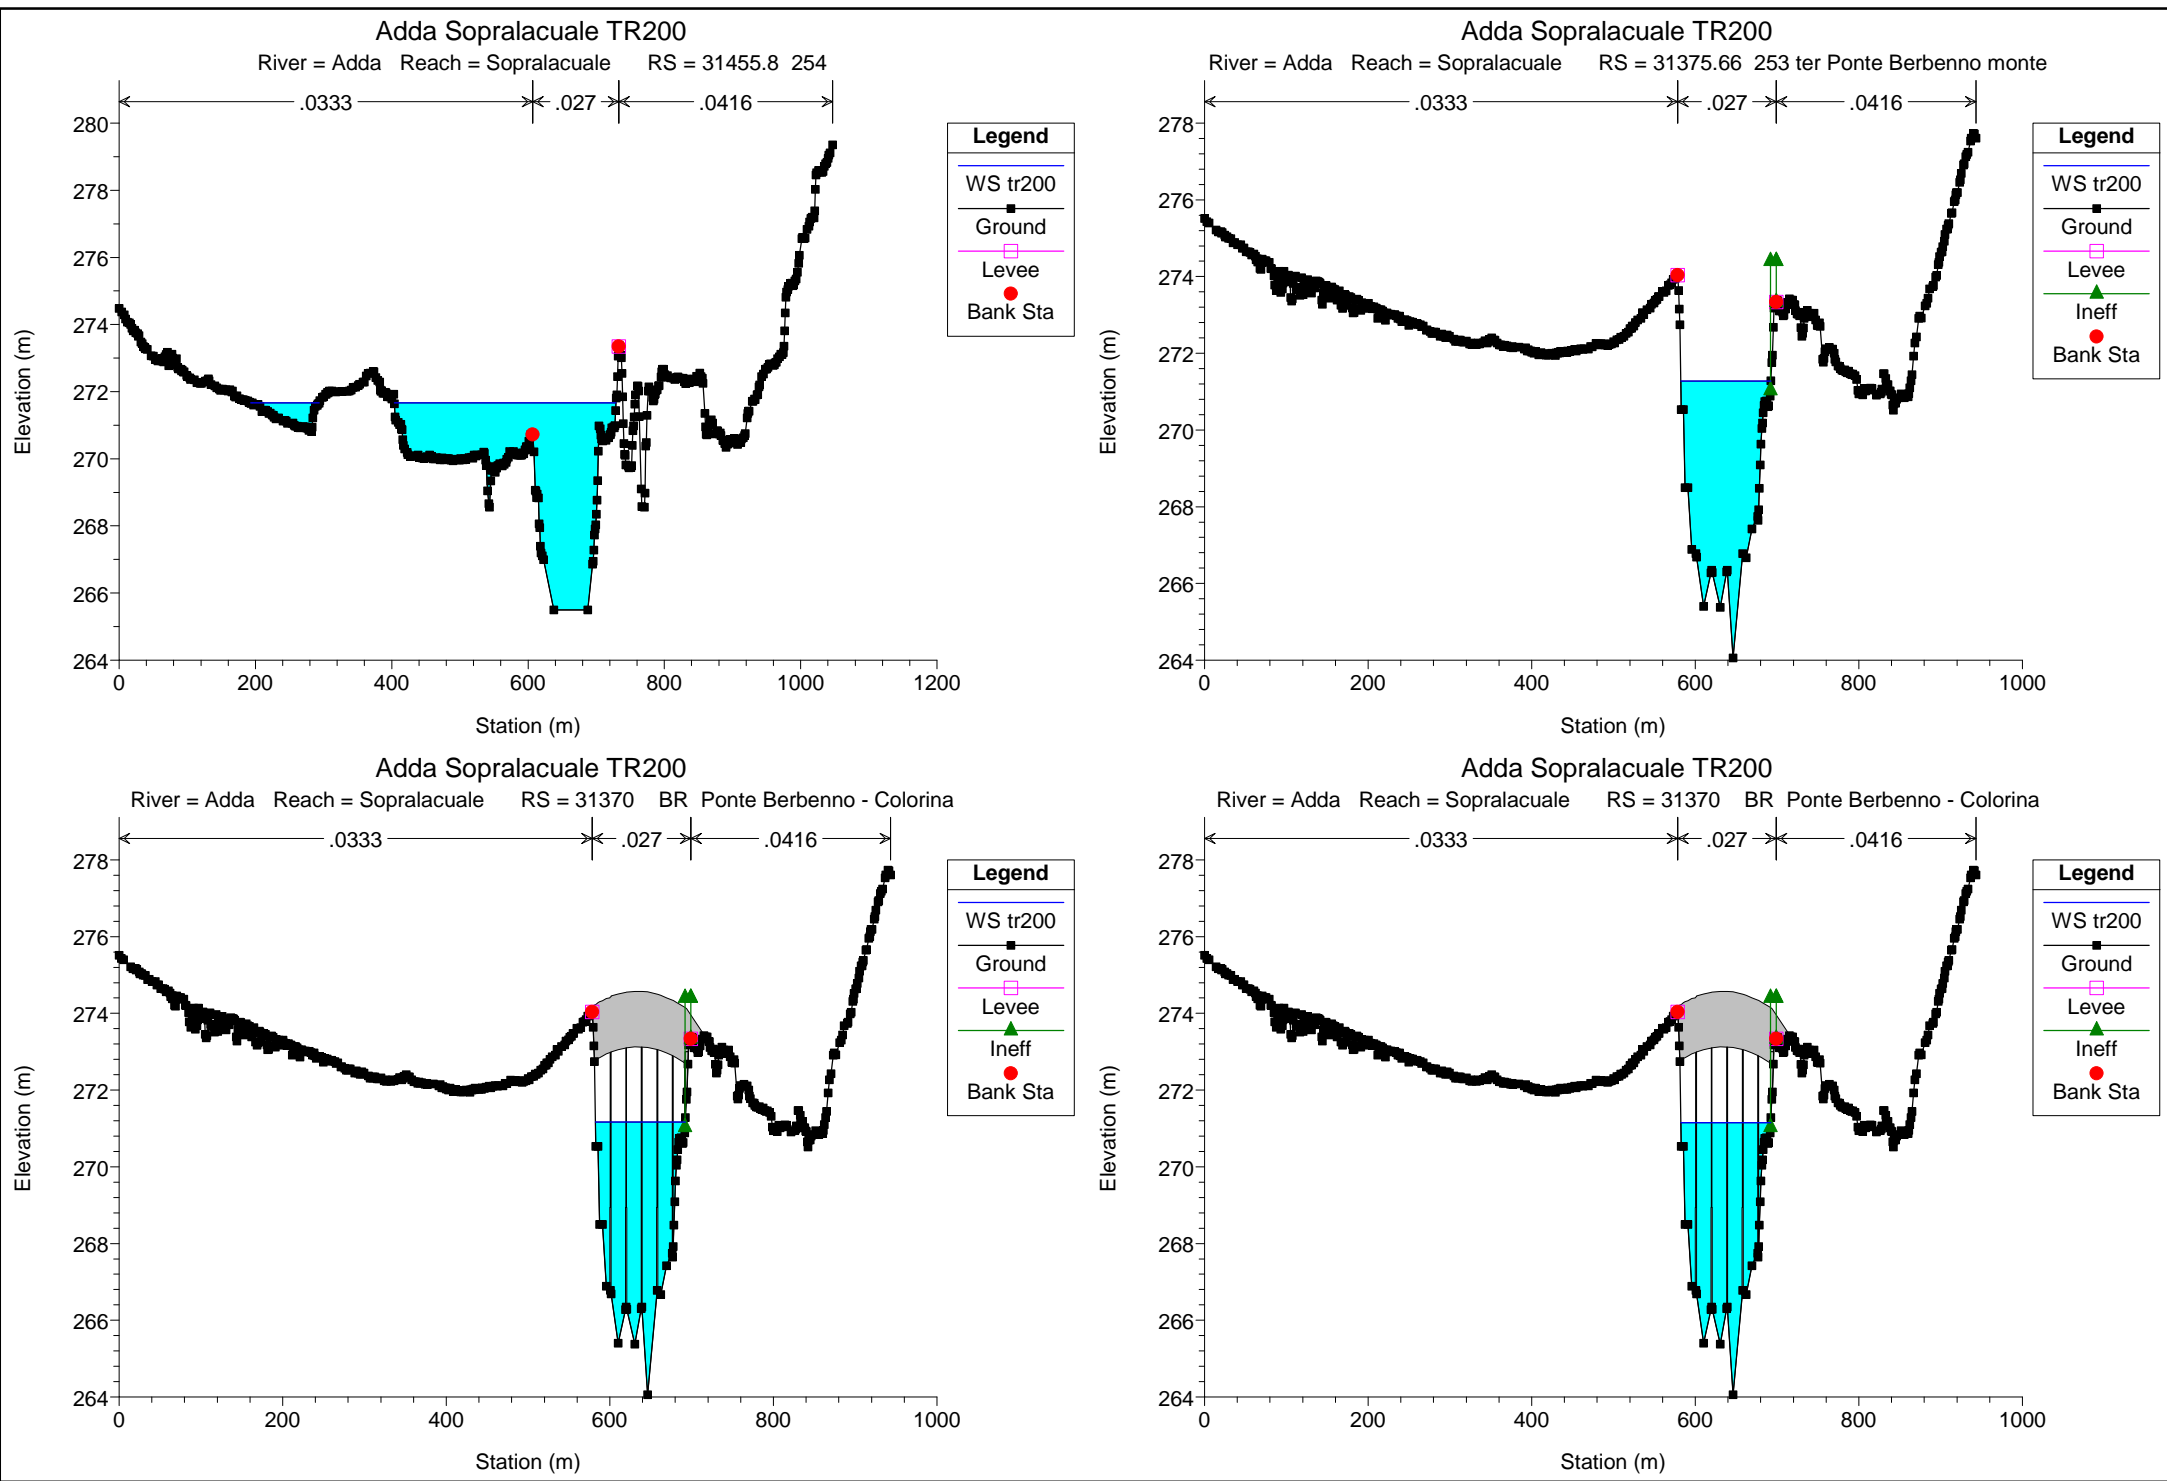 Adda Sopralacuale TR200
River = Adda   Reach = Sopralacuale      RS = 31455.8  254
.0333
.027
.0416
280
278
276
274
272
270
268
266
264
0
200
400
600
800
1000
1200
Station (m)
Elevation (m)
Legend
WS tr200
Ground
Levee
Bank Sta
Adda Sopralacuale TR200
River = Adda   Reach = Sopralacuale      RS = 31375.66  253 ter Ponte Berbenno monte
.0333
.027
.0416
278
276
274
272
270
268
266
264
0
200
400
600
800
1000
Station (m)
Elevation (m)
Legend
WS tr200
Ground
Levee
Ineff
Bank Sta
Adda Sopralacuale TR200
River = Adda   Reach = Sopralacuale      RS = 31370    BR  Ponte Berbenno - Colorina
.0333
.027
.0416
278
276
274
272
270
268
266
264
0
200
400
600
800
1000
Station (m)
Elevation (m)
Legend
WS tr200
Ground
Levee
Ineff
Bank Sta
Adda Sopralacuale TR200
River = Adda   Reach = Sopralacuale      RS = 31370    BR  Ponte Berbenno - Colorina
.0333
.027
.0416
278
276
274
272
270
268
266
264
0
200
400
600
800
1000
Station (m)
Elevation (m)
Legend
WS tr200
Ground
Levee
Ineff
Bank Sta